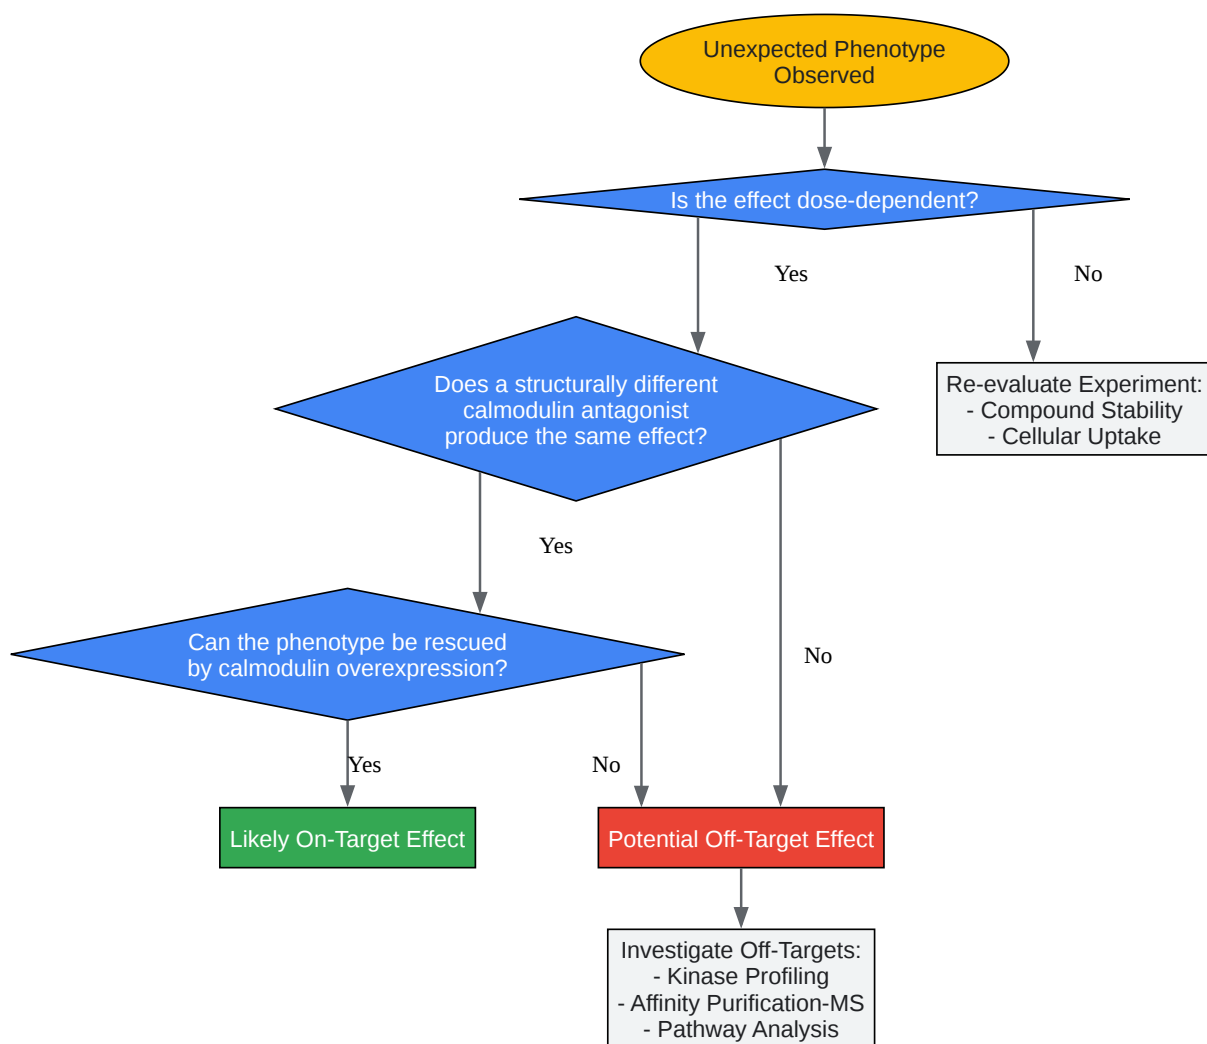 Unexpected Phenotype
Observed
Is the effect dose-dependent?
Yes
No
Does a structurally different
calmodulin antagonist
produce the same effect?
Re-evaluate Experiment:
- Compound Stability
- Cellular Uptake
Yes
No
Can the phenotype be rescued
by calmodulin overexpression?
Yes
No
Likely On-Target Effect
Potential Off-Target Effect
Investigate Off-Targets:
- Kinase Profiling
- Affinity Purification-MS
- Pathway Analysis